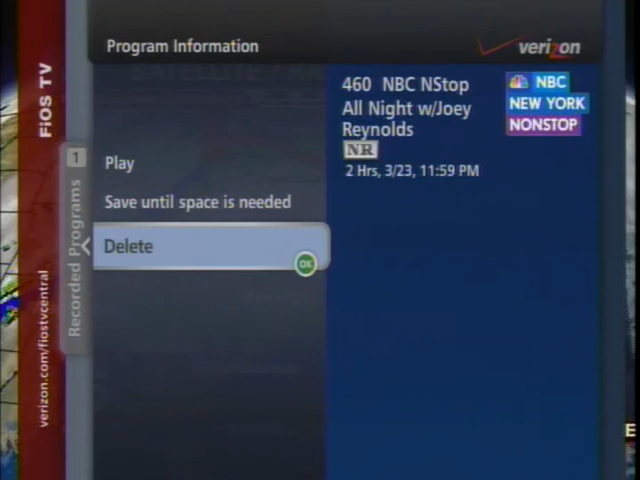 Program Information
verizon
FiOS TV
verizon.com/fiostvcentral
1
Recorded Programs
Play
Save until space is needed
Delete
OK
460 NBC NStop
All Night w/Joey
Reynolds
NR
2 Hrs, 3/23, 11:59 PM
NBC
NEW YORK
NONSTOP
E